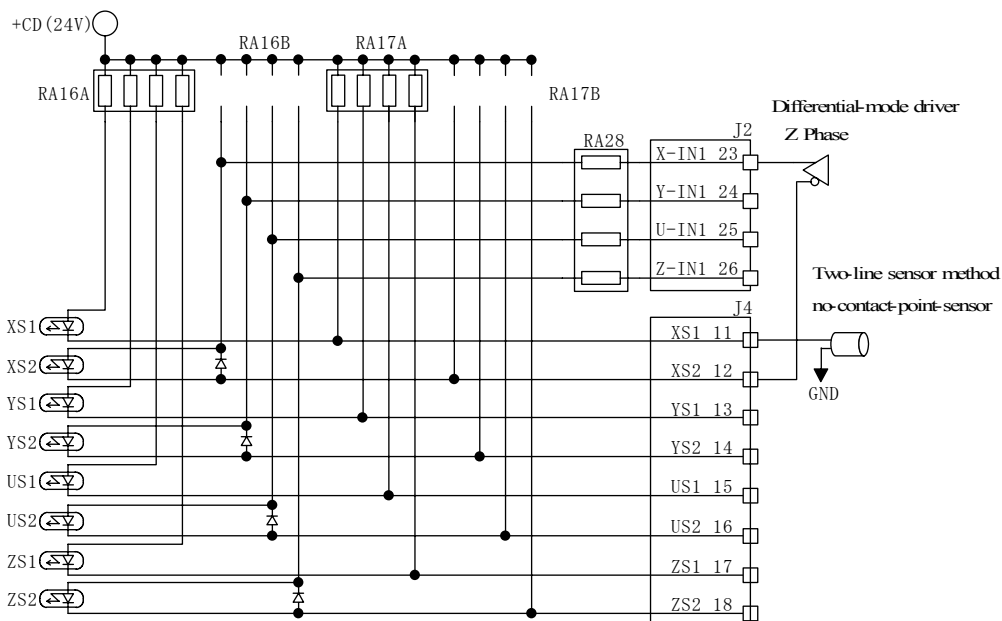 +CD(24V)
RA16B
RA17A
RA16A
RA17B
Differential-mode driver
Z Phase
J2
RA28
X-IN1 23
Y-IN1 24
U-IN1 25
Z-IN1 26
Two-line sensor method
no-contact-point-sensor
J4
XS1
XS1 11
XS2
XS2 12
GND
YS1
YS1 13
YS2
YS2 14
US1
US1 15
US2
US2 16
ZS1
ZS1 17
ZS2
ZS2 18